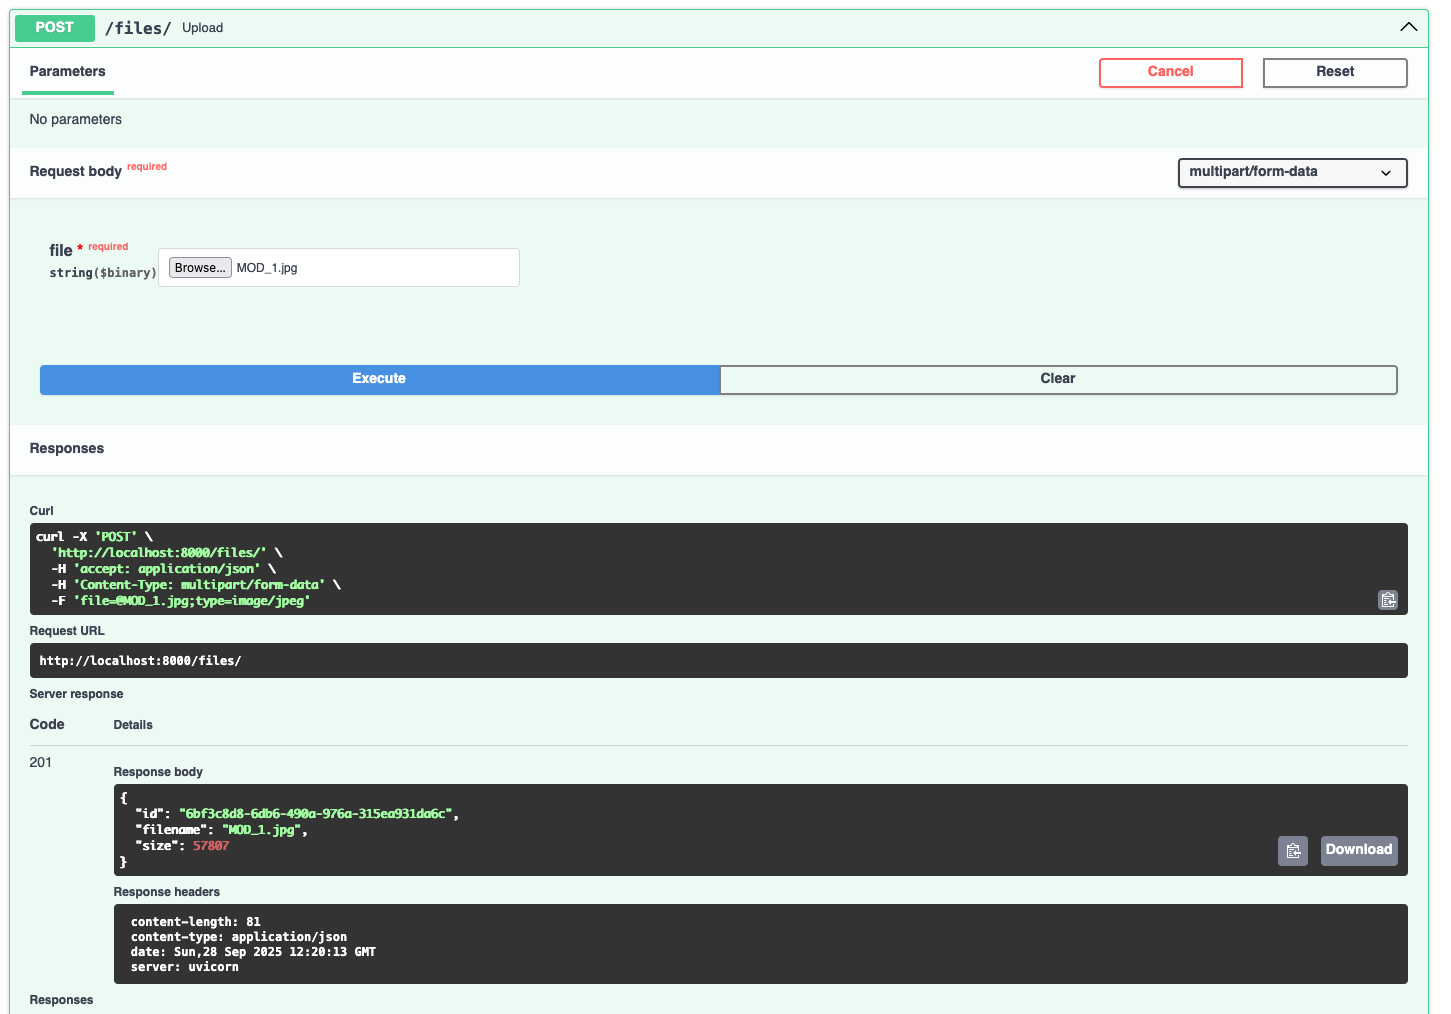 POST /files/ Upload
Parameters Cancel Reset
No parameters
Request body required multipart/form-data
file * required
string($binary) Browse... MOD_1.jpg
Execute Clear
Responses
Curl
curl -X 'POST' \
'http://localhost:8000/files/' \
-H 'accept: application/json' \
-H 'Content-Type: multipart/form-data' \
-F 'file=@MOD_1.jpg;type=image/jpeg'
Request URL
http://localhost:8000/files/
Server response
Code Details
201
Response body
{
"id": "6bf3c8d8-6db6-490a-976a-315ea931da6c",
"filename": "MOD_1.jpg",
"size": 57807
}
Download
Response headers
content-length: 81
content-type: application/json
date: Sun,28 Sep 2025 12:20:13 GMT
server: uvicorn
Responses